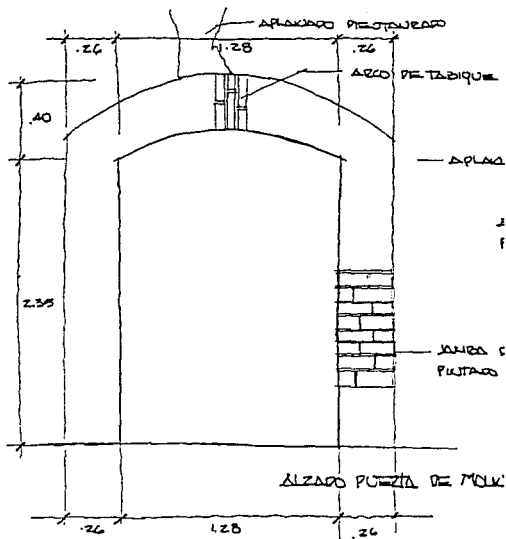 APLANADO RESTAURADO
.26 1.28 .26
ARCO DE TABIQUE
.40
APLA
2.35
JAMBA D
PINTADO
ALZADO PUERTA DE
.26 1.28 .26